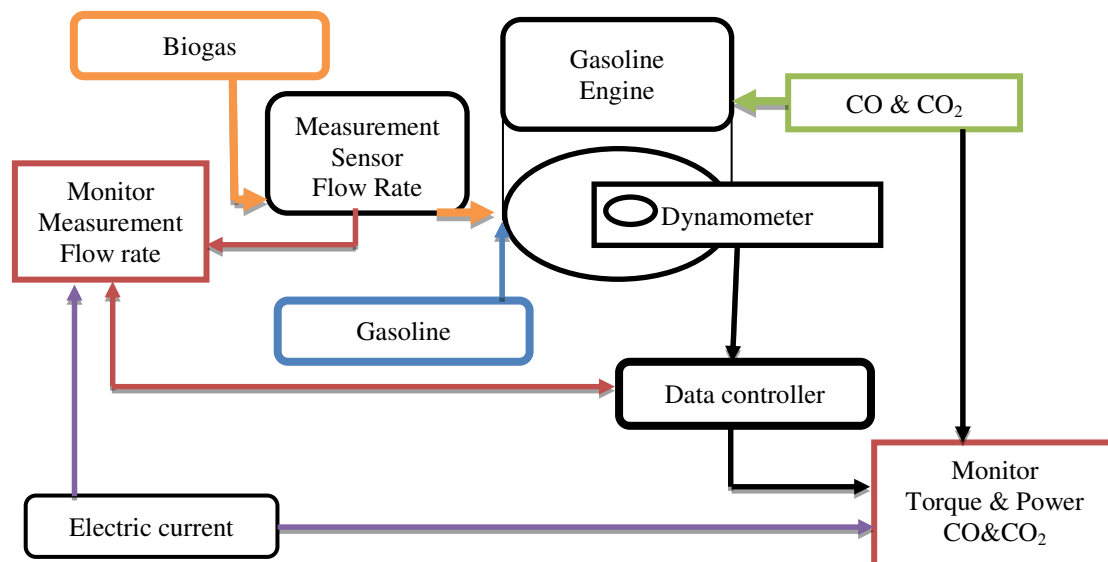 Biogas
Gasoline
Engine
CO & CO₂
Measurement
Sensor
Flow Rate
Monitor
Measurement
Flow rate
Dynamometer
Gasoline
Data controller
Monitor
Torque & Power
CO&CO₂
Electric current